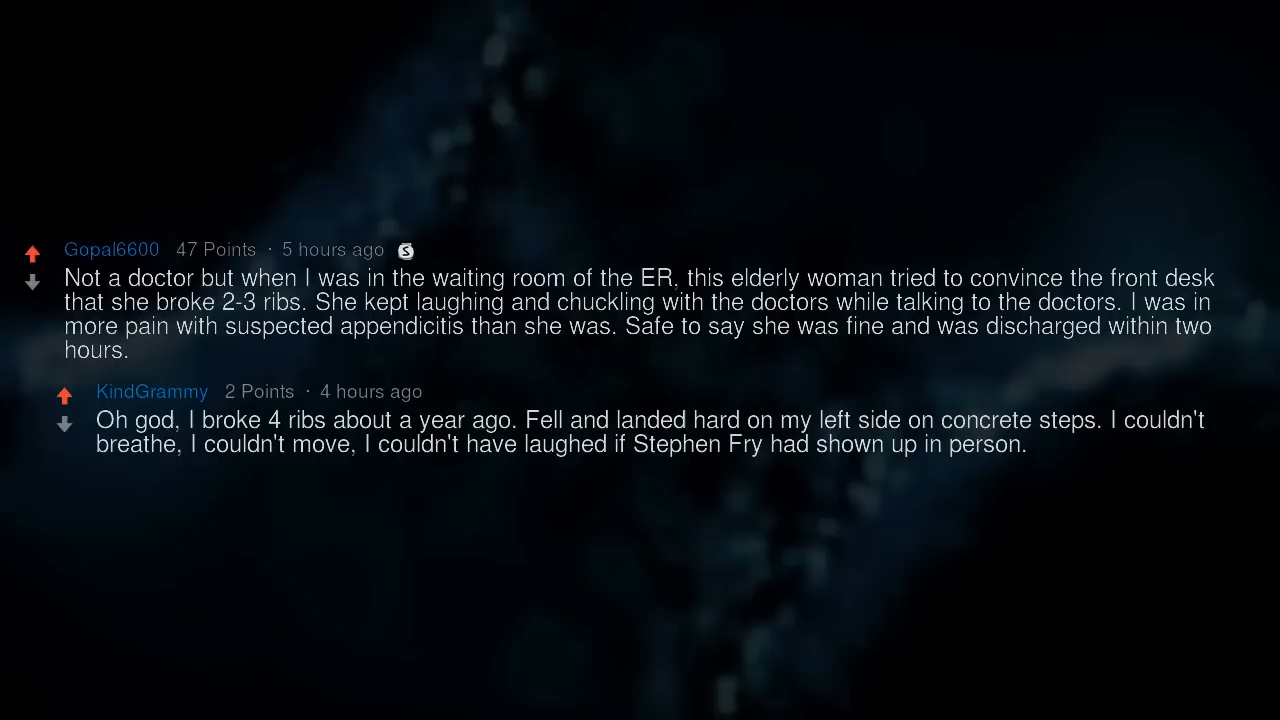 Gopal6600 47 Points · 5 hours ago S
Not a doctor but when I was in the waiting room of the ER, this elderly woman tried to convince the front desk
that she broke 2-3 ribs. She kept laughing and chuckling with the doctors while talking to the doctors. I was in
more pain with suspected appendicitis than she was. Safe to say she was fine and was discharged within two
hours.
KindGrammy 2 Points · 4 hours ago
Oh god, I broke 4 ribs about a year ago. Fell and landed hard on my left side on concrete steps. I couldn't
breathe, I couldn't move, I couldn't have laughed if Stephen Fry had shown up in person.